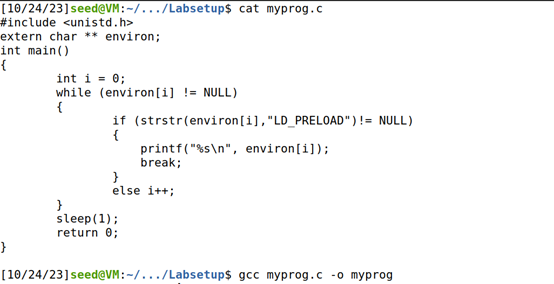 [10/24/23]seed@VM:~/.../Labsetup$ cat myprog.c
#include <unistd.h>
extern char ** environ;
int main()
{
        int i = 0;
        while (environ[i] != NULL)
        {
                if (strstr(environ[i],"LD_PRELOAD")!= NULL)
                {
                    printf("%s\n", environ[i]);
                    break;
                }
                else i++;
        }
        sleep(1);
        return 0;
}

[10/24/23]seed@VM:~/.../Labsetup$ gcc myprog.c -o myprog